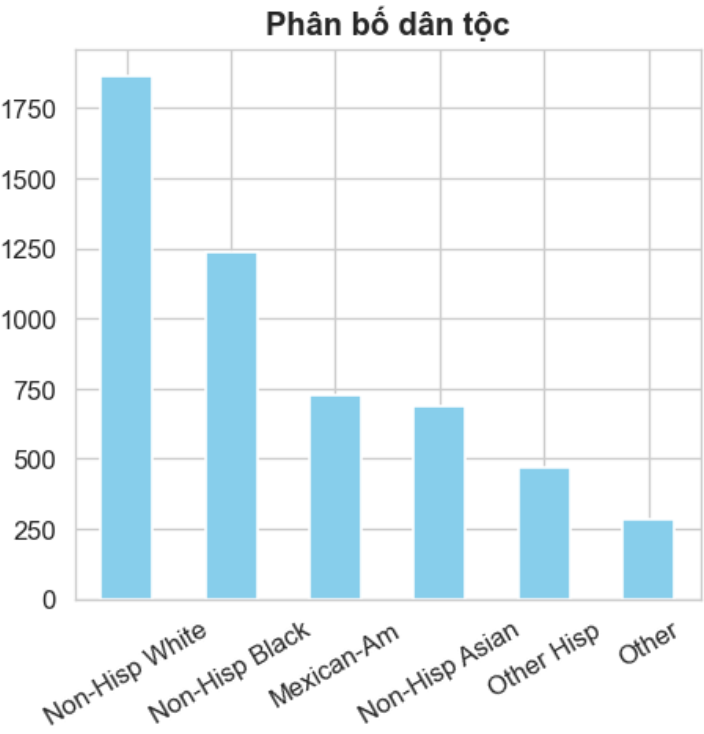 Phân bố dân tộc
1750
1500
1250
1000
750
500
250
0
Non-Hisp White
Non-Hisp Black
Mexican-Am
Non-Hisp Asian
Other Hisp
Other